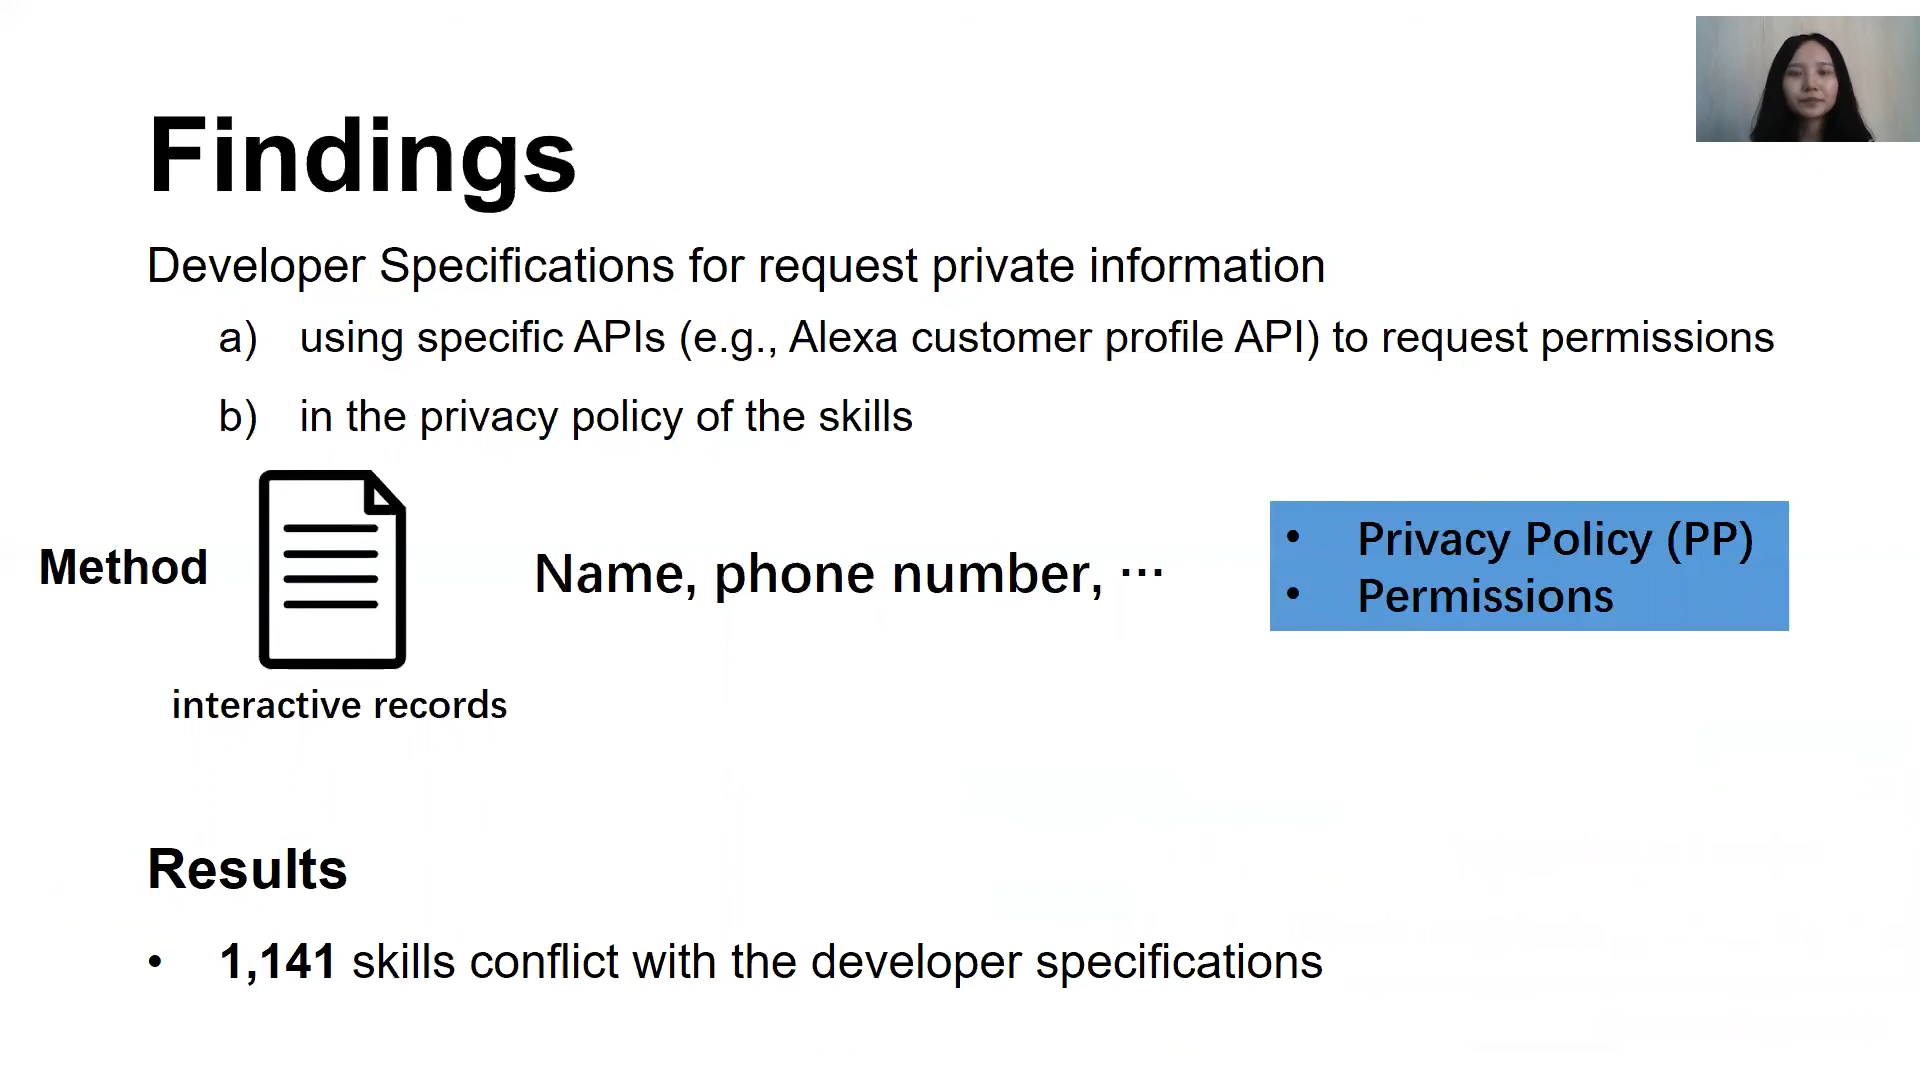 Findings
Developer Specifications for request private information
a) using specific APIs (e.g., Alexa customer profile API) to request permissions
b) in the privacy policy of the skills
Method
interactive records
Name, phone number, ···
• Privacy Policy (PP)
• Permissions
Results
• 1,141 skills conflict with the developer specifications